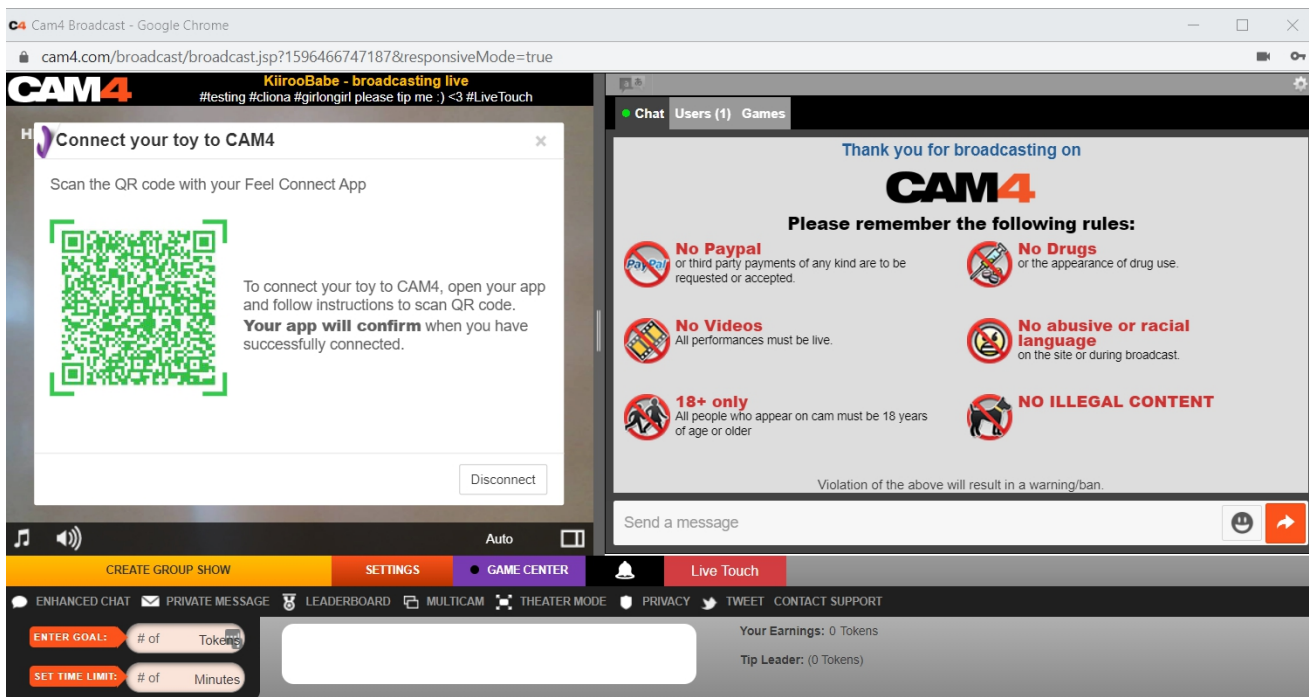 C4 Cam4 Broadcast - Google Chrome
cam4.com/broadcast/broadcast.jsp?1596466747187&responsiveMode=true
CAM4
KiirooBabe - broadcasting live
#testing #cliona #girlongirl please tip me :) <3 #LiveTouch
H
Connect your toy to CAM4
Scan the QR code with your Feel Connect App
To connect your toy to CAM4, open your app
and follow instructions to scan QR code.
Your app will confirm when you have
successfully connected.
Disconnect
Auto
Chat Users (1) Games
Thank you for broadcasting on
CAM4
Please remember the following rules:
PayPal
No Paypal
or third party payments of any kind are to be
requested or accepted.
No Drugs
or the appearance of drug use.
No Videos
All performances must be live.
No abusive or racial
language
on the site or during broadcast.
18+ only
All people who appear on cam must be 18 years
of age or older
NO ILLEGAL CONTENT
Violation of the above will result in a warning/ban.
Send a message
CREATE GROUP SHOW SETTINGS GAME CENTER Live Touch
ENHANCED CHAT PRIVATE MESSAGE LEADERBOARD MULTICAM THEATER MODE PRIVACY TWEET CONTACT SUPPORT
ENTER GOAL: # of Tokens
SET TIME LIMIT: # of Minutes
Your Earnings: 0 Tokens
Tip Leader: (0 Tokens)